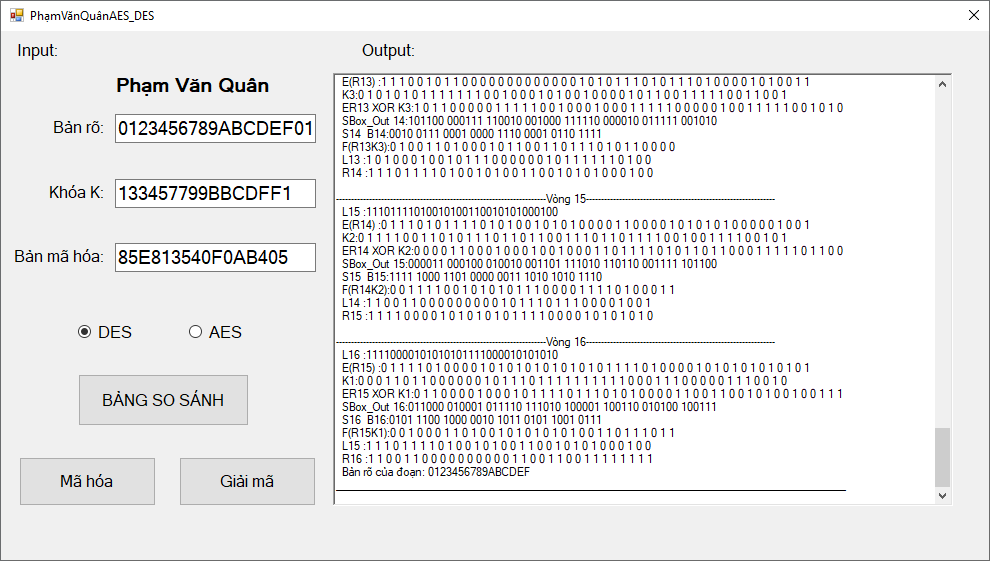 PhạmVănQuânAES_DES
Input:
Output:
Phạm Văn Quân
Bản rõ:
0123456789ABCDEF01
Khóa K:
133457799BBCDFF1
Bản mã hóa:
85E813540F0AB405
DES
AES
BẢNG SO SÁNH
Mã hóa
Giải mã
E(R13) :1 1 1 0 0 1 0 1 1 0 0 0 0 0 0 0 0 0 0 0 0 0 1 0 1 0 1 1 1 0 1 0 1 1 1 0 1 0 0 0 0 1 0 1 0 0 1 1
K3:0 1 0 1 0 1 0 1 1 1 1 1 1 1 0 0 1 0 0 0 1 0 1 0 0 1 0 0 0 0 1 0 1 1 0 0 1 1 1 1 1 0 0 1 1 0 0 1
ER13 XOR K3:1 0 1 1 0 0 0 0 0 1 1 1 1 1 0 0 1 0 0 0 1 0 0 0 1 1 1 1 1 0 0 0 0 0 1 0 0 1 1 1 1 1 0 0 1 0 1 0
SBox_Out 14:101100 000111 110010 001000 111110 000010 011111 001010
S14 B14:0010 0111 0001 0000 1110 0001 0110 1111
F(R13K3):0 1 0 0 1 1 0 1 0 0 0 1 0 1 1 0 0 1 1 0 1 1 1 0 1 0 1 1 0 0 0 0
L13 :1 0 1 0 0 0 1 0 0 1 0 1 1 1 0 0 0 0 0 0 1 0 1 1 1 1 1 1 0 1 0 0
R14 :1 1 1 0 1 1 1 1 0 1 0 0 1 0 1 0 0 1 1 0 0 1 0 1 0 1 0 0 0 1 0 0
Vòng 15
L15 :11101111010010100110010101000100
E(R14) :0 1 1 1 0 1 0 1 1 1 1 0 1 0 1 0 0 1 0 1 0 1 0 0 0 0 1 1 0 0 0 0 1 0 1 0 1 0 1 0 0 0 0 0 1 0 0 1
K2:0 1 1 1 1 0 0 1 1 0 1 0 1 1 1 0 1 1 0 1 1 0 0 1 1 1 0 1 1 0 1 1 1 1 0 0 1 0 0 1 1 1 1 0 0 1 0 1
ER14 XOR K2:0 0 0 0 1 1 0 0 0 1 0 0 0 1 0 0 1 0 0 0 1 1 0 1 1 1 1 0 1 0 1 1 0 1 1 0 0 0 1 1 1 1 1 0 1 1 0 0
SBox_Out 15:000011 000100 010010 001101 111010 110110 001111 101100
S15 B15:1111 1000 1101 0000 0011 1010 1010 1110
F(R14K2):0 0 1 1 1 1 0 0 1 0 1 0 1 0 1 1 1 0 0 0 0 1 1 1 1 0 1 0 0 0 1 1
L14 :1 1 0 0 1 1 0 0 0 0 0 0 0 0 0 1 0 1 1 1 0 1 1 1 0 0 0 0 1 0 0 1
R15 :1 1 1 1 0 0 0 0 1 0 1 0 1 0 1 0 1 1 1 1 0 0 0 0 1 0 1 0 1 0 1 0
Vòng 16
L16 :11110000101010101111000010101010
E(R15) :0 1 1 1 1 0 1 0 0 0 0 1 0 1 0 1 0 1 0 1 0 1 0 1 0 1 1 1 1 0 1 0 0 0 0 1 0 1 0 1 0 1 0 1 0 1 0 1
K1:0 0 0 1 1 0 1 1 0 0 0 0 0 0 1 0 1 1 1 0 1 1 1 1 1 1 1 1 1 1 0 0 0 1 1 1 0 0 0 0 0 1 1 1 0 0 1 0
ER15 XOR K1:0 1 1 0 0 0 0 1 0 0 0 1 0 1 1 1 1 0 1 1 1 0 1 0 1 0 0 0 0 1 1 0 0 1 1 0 0 1 0 1 0 0 1 0 0 1 1 1
SBox_Out 16:011000 010001 011110 111010 100001 100110 010100 100111
S16 B16:0101 1100 1000 0010 1011 0101 1001 0111
F(R15K1):0 0 1 0 0 0 1 1 0 1 0 0 1 0 1 0 1 0 1 0 1 0 0 1 1 0 1 1 1 0 1 1
L15 :1 1 1 0 1 1 1 1 0 1 0 0 1 0 1 0 0 1 1 0 0 1 0 1 0 1 0 0 0 1 0 0
R16 :1 1 0 0 1 1 0 0 0 0 0 0 0 0 0 0 1 1 0 0 1 1 0 0 1 1 1 1 1 1 1 1
Bản rõ của đoạn: 0123456789ABCDEF